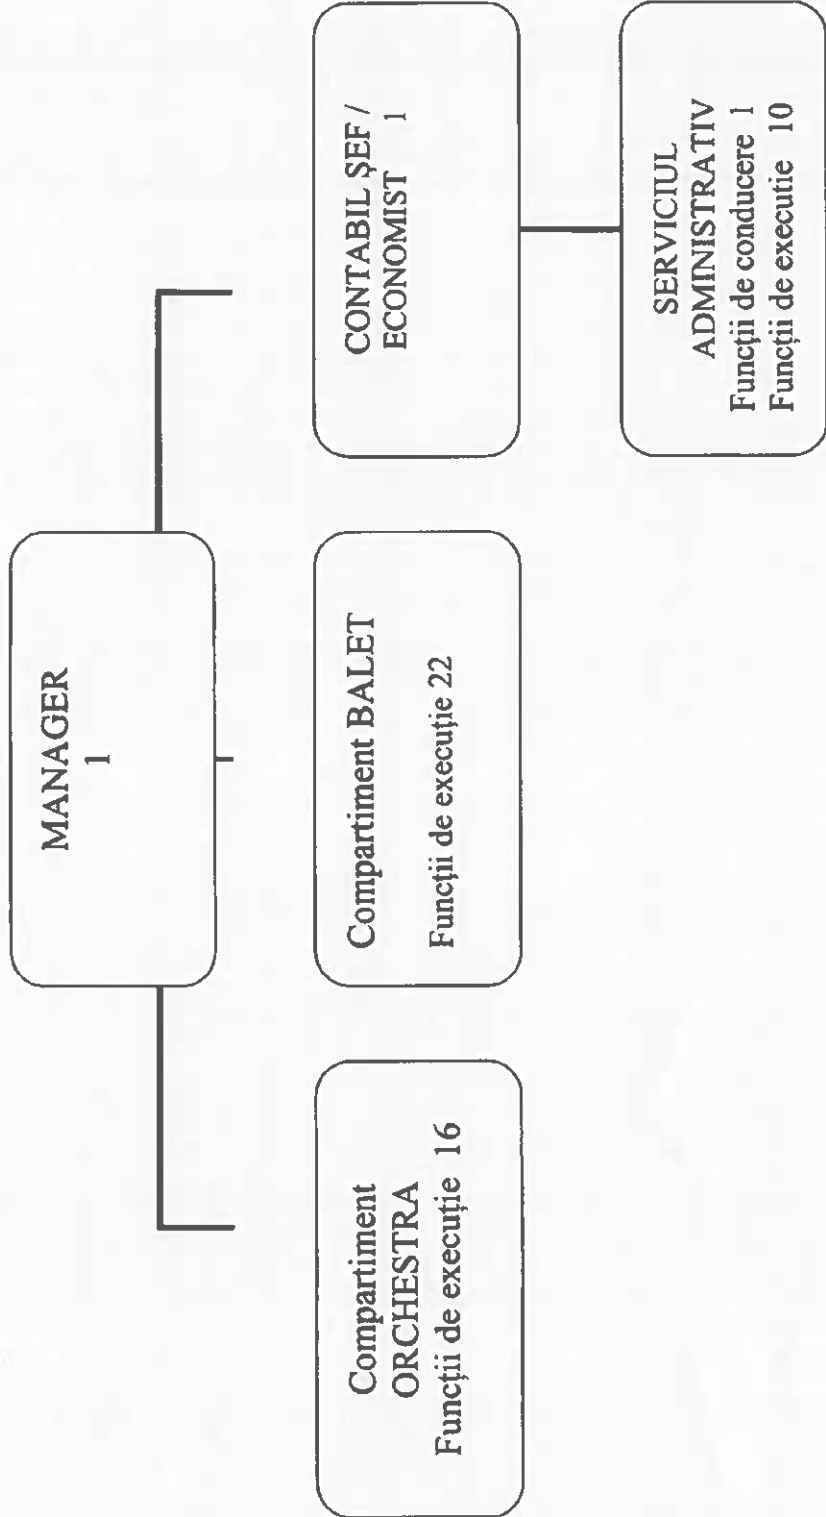 MANAGER
1
Compartiment
ORCHESTRA
Funcții de execuție 16
Compartiment BALET
Funcții de execuție 22
CONTABIL ȘEF /
ECONOMIST 1
SERVICIUL
ADMINISTRATIV
Funcții de conducere 1
Funcții de executie 10